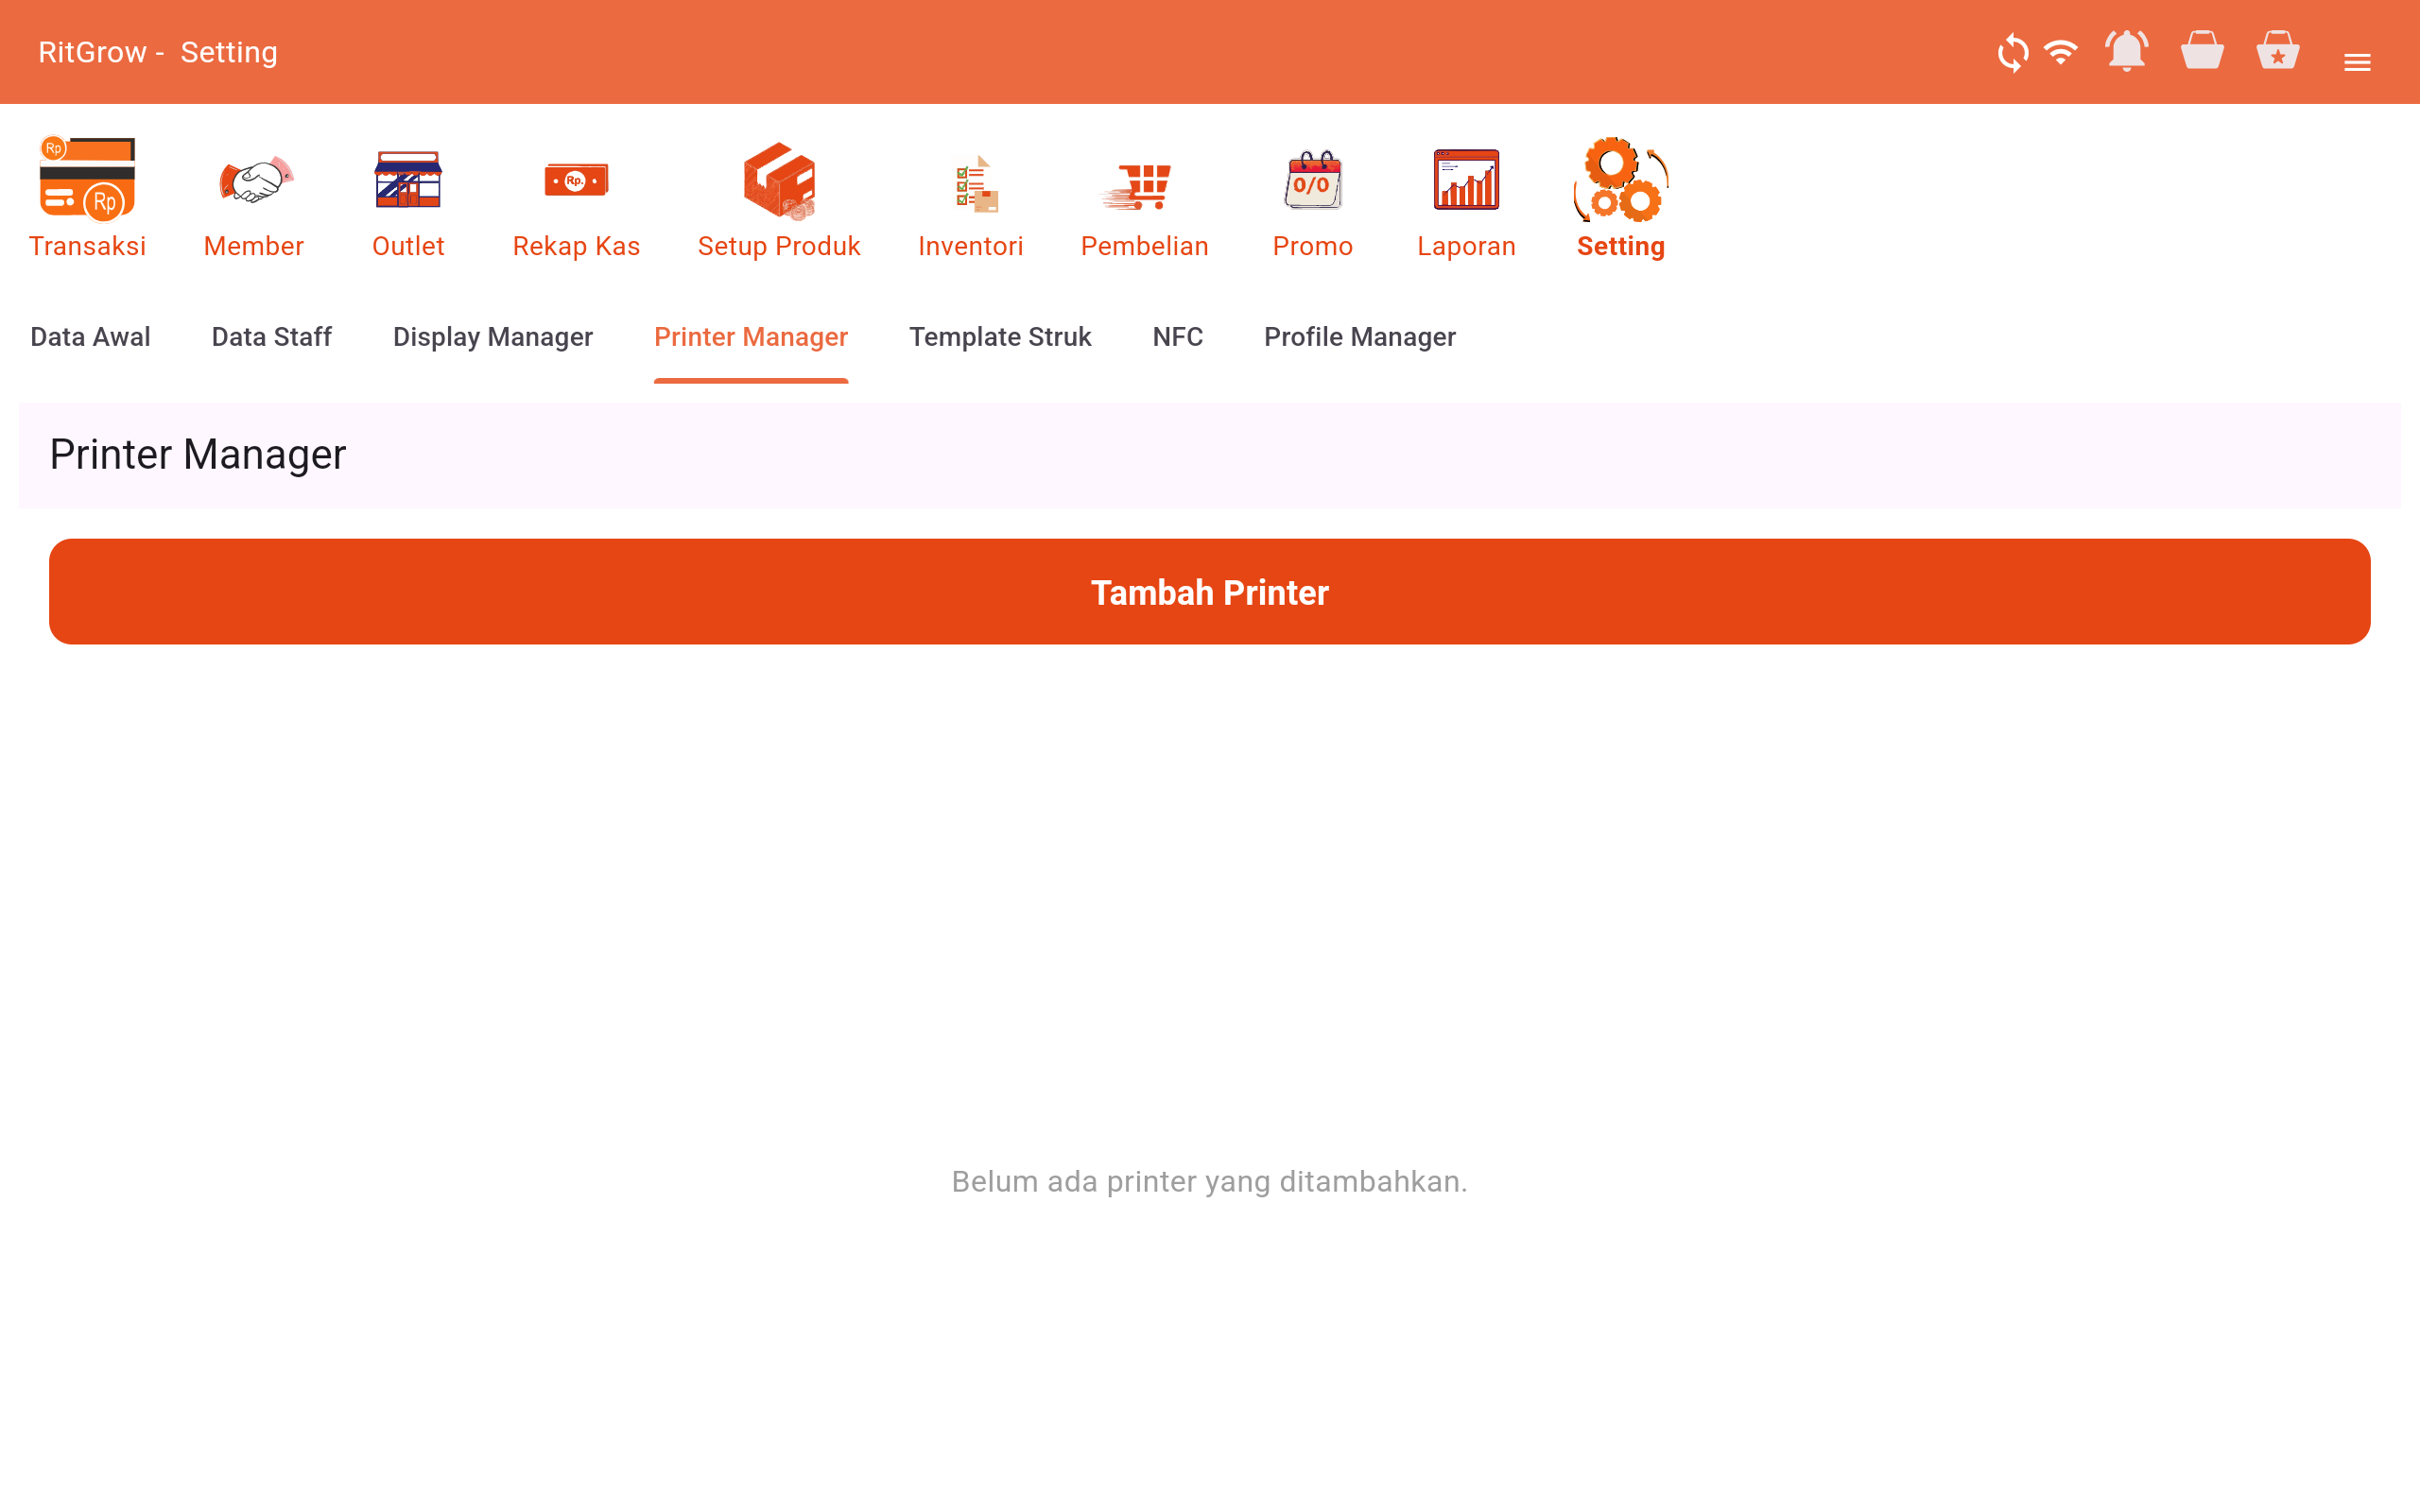 RitGrow -  Setting
Rp
Rp
Rp.
0/0
Transaksi
Member
Outlet
Rekap Kas
Setup Produk
Inventori
Pembelian
Promo
Laporan
Setting
Data Awal
Data Staff
Display Manager
Printer Manager
Template Struk
NFC
Profile Manager
Printer Manager
Tambah Printer
Belum ada printer yang ditambahkan.